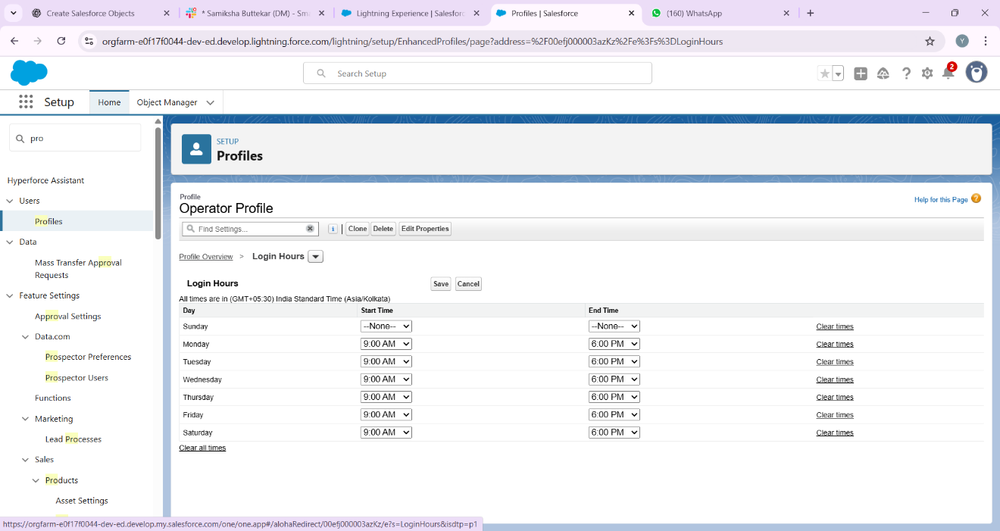 Create Salesforce Objects
* Samiksha Buttekar (DM) - Sma
Lightning Experience | Salesforc
Profiles | Salesforce
(160) WhatsApp
orgfarm-e0f17f0044-dev-ed.develop.lightning.force.com/lightning/setup/EnhancedProfiles/page?address=%2F00efj000003azKz%2Fe%3Fs%3DLoginHours
Y
Search Setup
2
Setup
Home
Object Manager
pro
Hyperforce Assistant
Users
Profiles
Data
Mass Transfer Approval
Requests
Feature Settings
Approval Settings
Data.com
Prospector Preferences
Prospector Users
Functions
Marketing
Lead Processes
Sales
Products
Asset Settings
SETUP
Profiles
Profile
Operator Profile
Help for this Page ?
Find Settings...
i | Clone Delete Edit Properties
Profile Overview > Login Hours
Login Hours Save Cancel
All times are in (GMT+05:30) India Standard Time (Asia/Kolkata)
Day Start Time End Time
Sunday --None-- --None-- Clear times
Monday 9:00 AM 6:00 PM Clear times
Tuesday 9:00 AM 6:00 PM Clear times
Wednesday 9:00 AM 6:00 PM Clear times
Thursday 9:00 AM 6:00 PM Clear times
Friday 9:00 AM 6:00 PM Clear times
Saturday 9:00 AM 6:00 PM Clear times
Clear all times
https://orgfarm-e0f17f0044-dev-ed.develop.my.salesforce.com/one/one.app#/alohaRedirect/00efj000003azKz/e?s=LoginHours&isdtp=p1